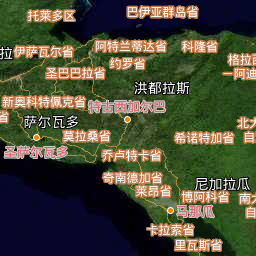 托莱多区
巴伊亚群岛省
拉
伊萨瓦尔省
阿特兰蒂达省
科隆省
约罗省
格拉
圣巴巴拉省
一阿迪
洪都拉斯
新奥科特佩克省
特古西加尔巴
省
萨尔瓦多
莫拉桑省
希诺特加省
北大
自
圣萨尔瓦多
乔卢特卡省
奇南德加省
莱昂省
尼加拉瓜
博阿科省
南大
自
马那瓜
卡拉索省
里瓦斯省